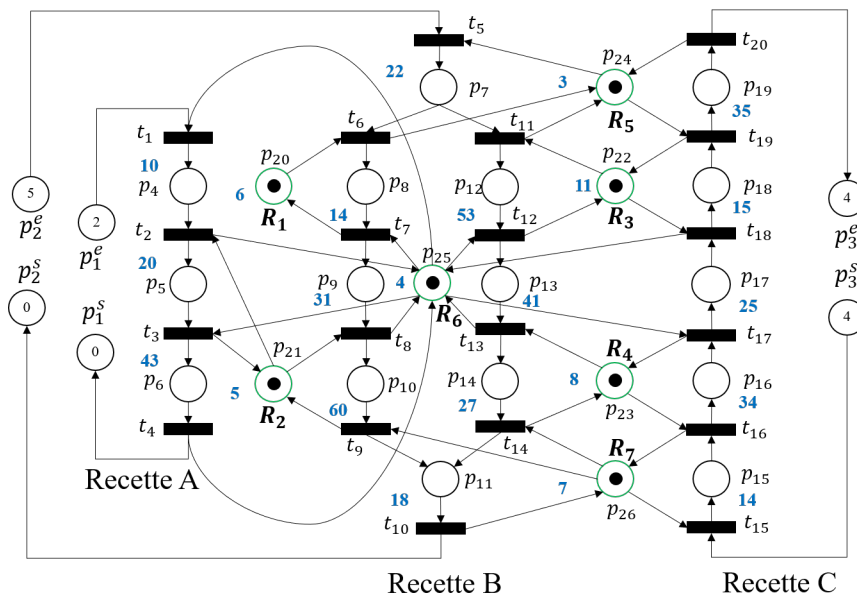 t₅ t₂₀
p₂₄
22 p₇ 3 p₁₉
R₅ 35
t₁ t₆ t₁₁ t₁₉
10 p₂₀ p₂₂
5 p₄ 6 p₈ p₁₂ 11 p₁₈ 4
2 R₁ 14 53 R₃ 15
p₂ᵉ t₂ t₇ t₁₂ t₁₈ p₃ᵉ
p₁ᵉ p₂₅
p₂ˢ 20 p₁₃ p₁₇ p₃ˢ
0 p₅ p₉ 4 41 4
p₁ˢ 31 R₆ 25
t₃ t₈ t₁₃ t₁₇
0 43 p₂₁ R₄
p₆ 5 p₁₀ p₁₄ 8 p₁₆
R₂ 60 27 p₂₃ 34
t₄ t₉ t₁₄ t₁₆
R₇
Recette A p₁₁ p₁₅
18 7 14
t₁₀ p₂₆ t₁₅
Recette B Recette C